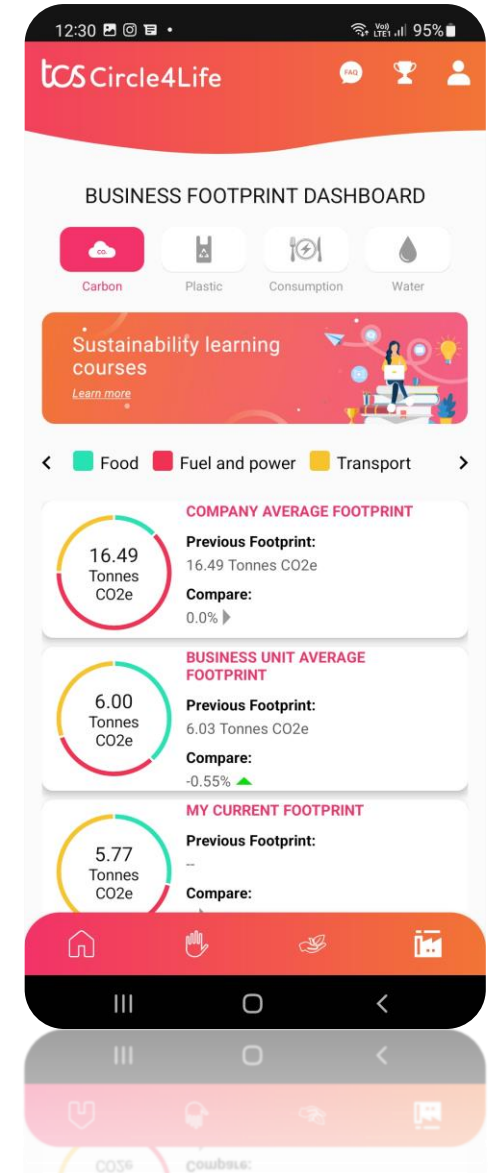 12:30
Vo))
LTE1
95%
tcs Circle4Life
FAQ
BUSINESS FOOTPRINT DASHBOARD
Carbon
Plastic
Consumption
Water
Sustainability learning
courses
Learn more
Food
Fuel and power
Transport
COMPANY AVERAGE FOOTPRINT
16.49
Tonnes
CO2e
Previous Footprint:
16.49 Tonnes CO2e
Compare:
0.0%
BUSINESS UNIT AVERAGE
FOOTPRINT
6.00
Tonnes
CO2e
Previous Footprint:
6.03 Tonnes CO2e
Compare:
-0.55%
MY CURRENT FOOTPRINT
5.77
Tonnes
CO2e
Previous Footprint:
--
Compare: